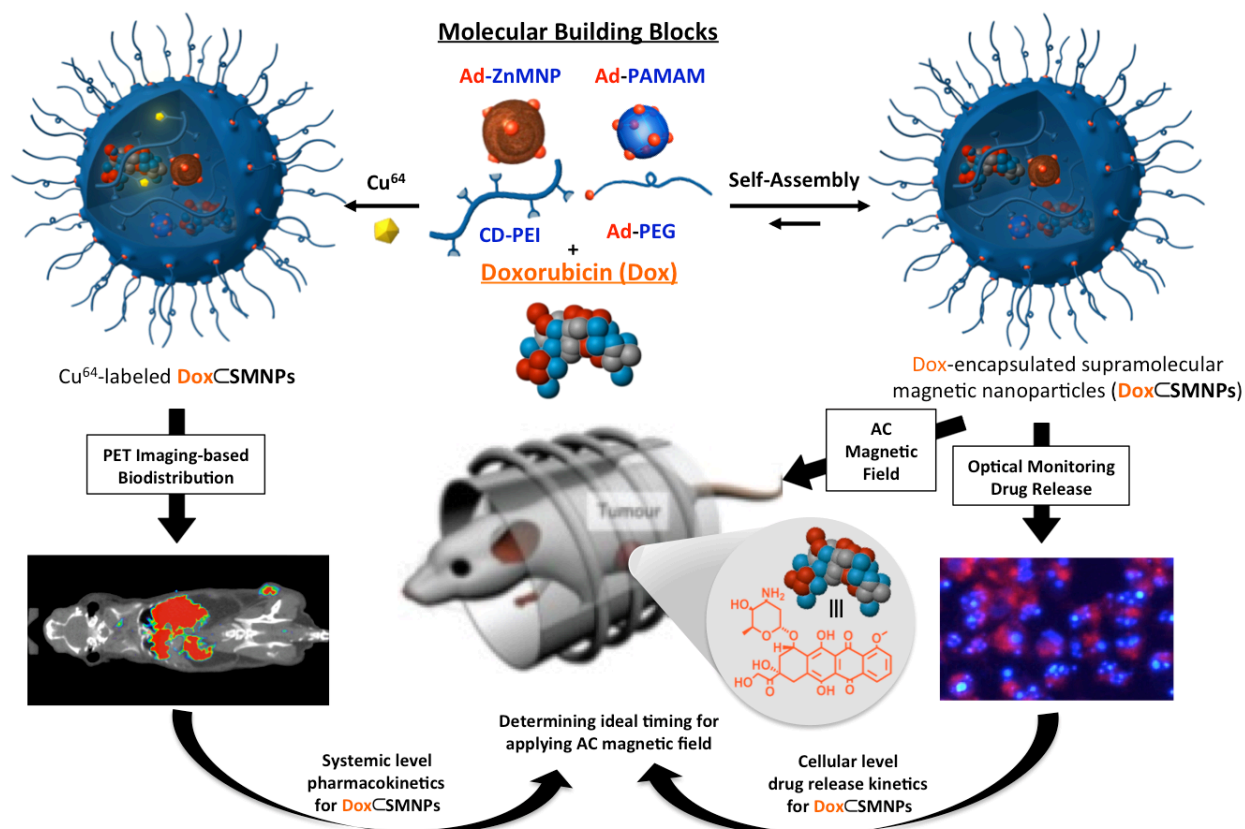 Molecular Building Blocks
Ad-ZnMNP
Ad-PAMAM
Cu⁶⁴
CD-PEI
Ad-PEG
+
Doxorubicin (Dox)
Self-Assembly
Cu⁶⁴-labeled Dox⊂SMNPs
Dox-encapsulated supramolecular
magnetic nanoparticles (Dox⊂SMNPs)
PET Imaging-based
Biodistribution
AC
Magnetic
Field
Optical Monitoring
Drug Release
Tumour
NH₂
HO
O
O
H
OH
O
O
HO
HO
O
OH
O
Determining ideal timing for
applying AC magnetic field
Systemic level
pharmacokinetics
for Dox⊂SMNPs
Cellular level
drug release kinetics
for Dox⊂SMNPs